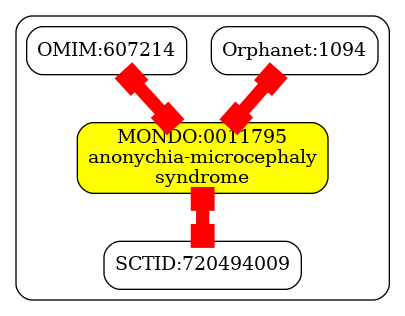 OMIM:607214
Orphanet:1094
MONDO:0011795
anonychia-microcephaly
syndrome
SCTID:720494009